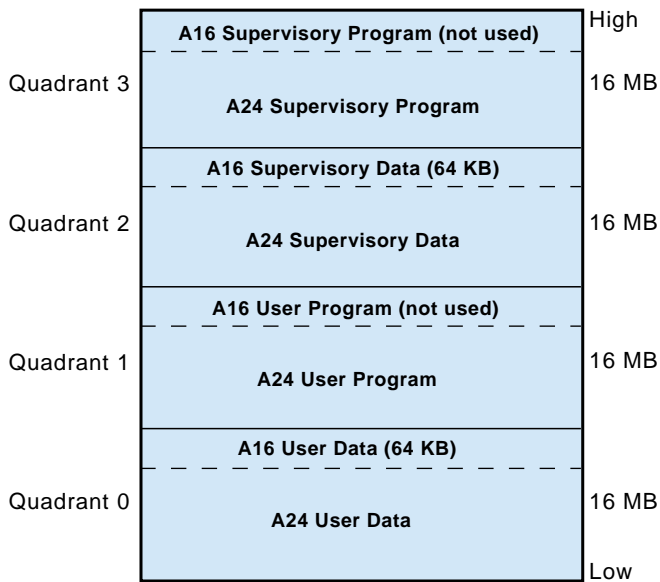 High
A16 Supervisory Program (not used)
Quadrant 3
16 MB
A24 Supervisory Program
A16 Supervisory Data (64 KB)
Quadrant 2
16 MB
A24 Supervisory Data
A16 User Program (not used)
Quadrant 1
16 MB
A24 User Program
A16 User Data (64 KB)
Quadrant 0
16 MB
A24 User Data
Low